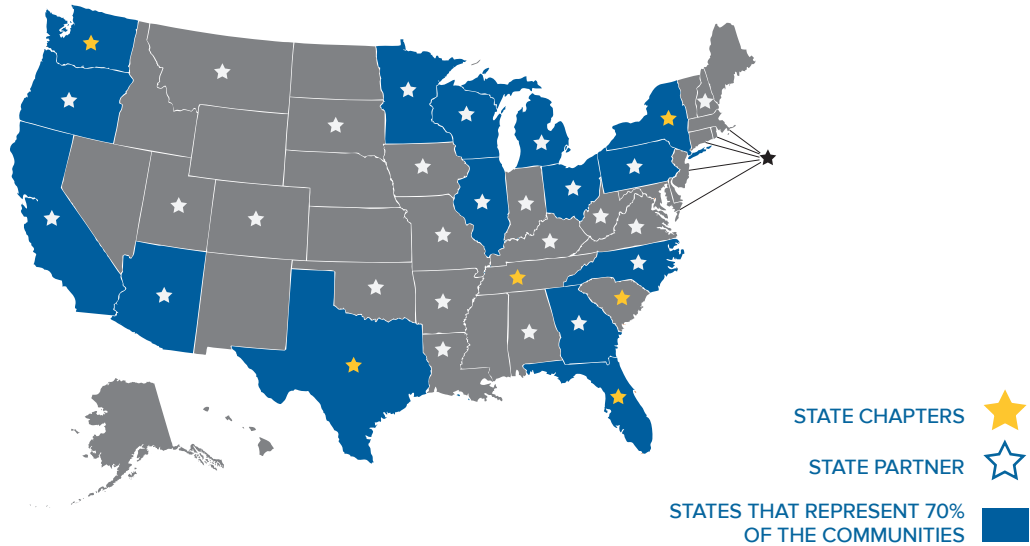 STATE CHAPTERS
STATE PARTNER
STATES THAT REPRESENT 70%
OF THE COMMUNITIES